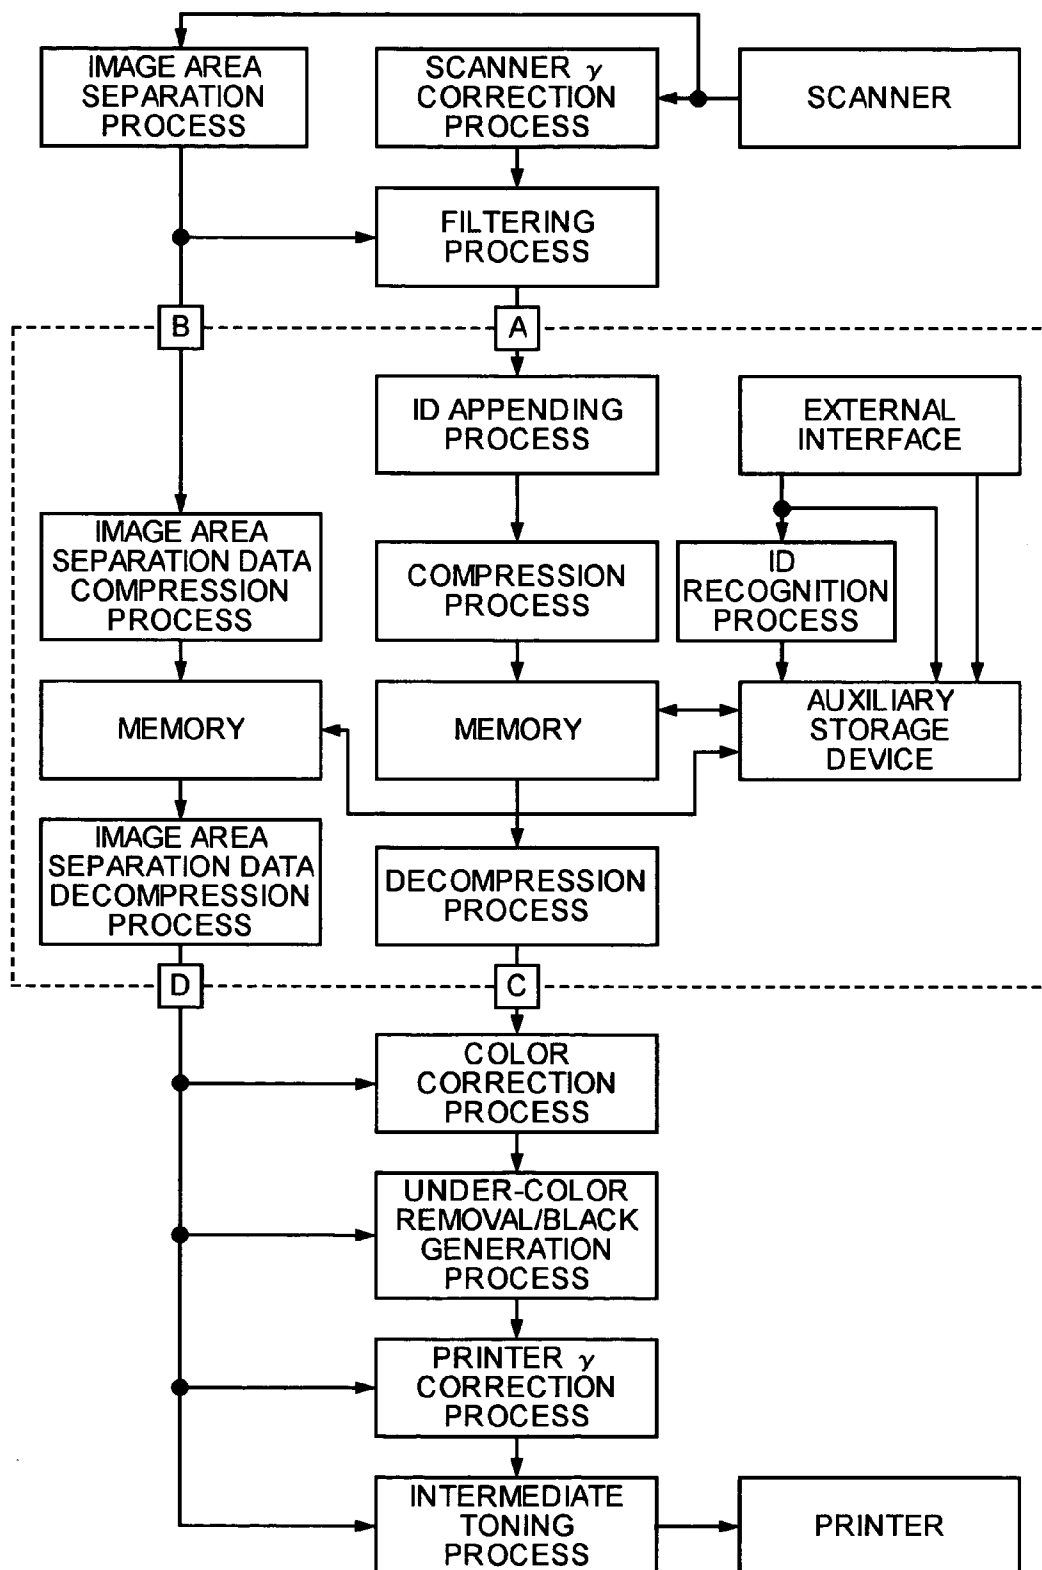 IMAGE AREA
SEPARATION
PROCESS
SCANNER γ
CORRECTION
PROCESS
SCANNER
FILTERING
PROCESS
B
A
ID APPENDING
PROCESS
EXTERNAL
INTERFACE
IMAGE AREA
SEPARATION DATA
COMPRESSION
PROCESS
COMPRESSION
PROCESS
ID
RECOGNITION
PROCESS
MEMORY
MEMORY
AUXILIARY
STORAGE
DEVICE
IMAGE AREA
SEPARATION DATA
DECOMPRESSION
PROCESS
DECOMPRESSION
PROCESS
D
C
COLOR
CORRECTION
PROCESS
UNDER-COLOR
REMOVAL/BLACK
GENERATION
PROCESS
PRINTER γ
CORRECTION
PROCESS
INTERMEDIATE
TONING
PROCESS
PRINTER